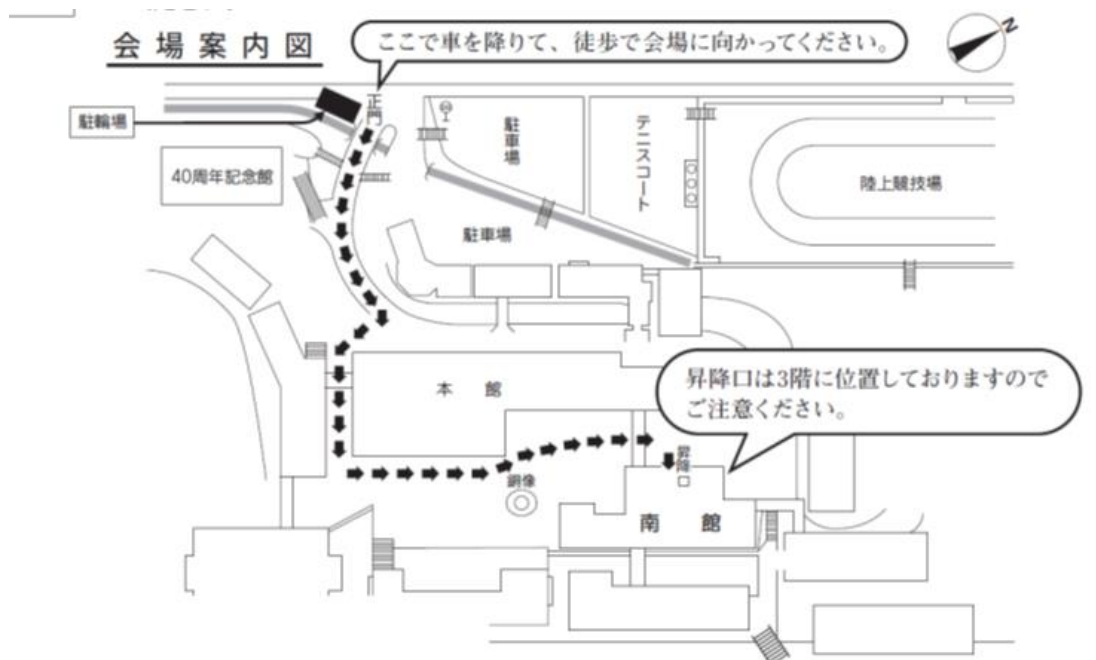 会場案内図
ここで車を降りて、徒歩で会場に向かってください。
N
正門
駐輪場
40周年記念館
駐車場
テニスコート
陸上競技場
駐車場
本館
昇降口は3階に位置しておりますので
ご注意ください。
昇降口
銅像
南館